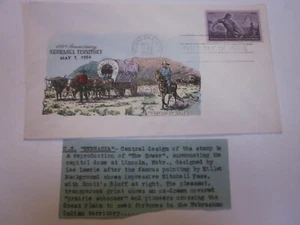 100th Anniversary
NEBRASKA TERRITORY
MAY 7, 1954
U.S. "NEBRASKA"- Central design of the stamp is
a reproduction of "The Sower", surmounting the
capitol dome at Lincoln, Nebr., designed by
Lee Lawrie after the famous painting by Millet
Background shows impressive Mitchell Pass,
with Scott's Bluff at right. The pleasant,
transparent print shows an ox-drawn covered
"prairie schooner" and pioneers crossing the
Great Plains to seek fortunes in the Nebraskan
Indian territory....